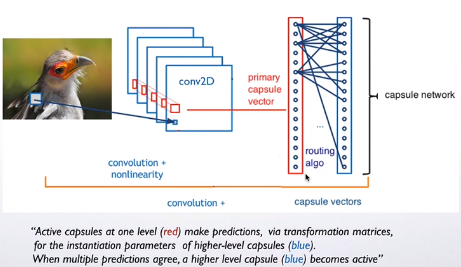 conv2D
primary
capsule
vector
capsule network
...
routing
algo
convolution +
nonlinearity
convolution +
capsule vectors
“Active capsules at one level (red) make predictions, via transformation matrices,
for the instantiation parameters of higher-level capsules (blue).
When multiple predictions agree, a higher level capsule (blue) becomes active”